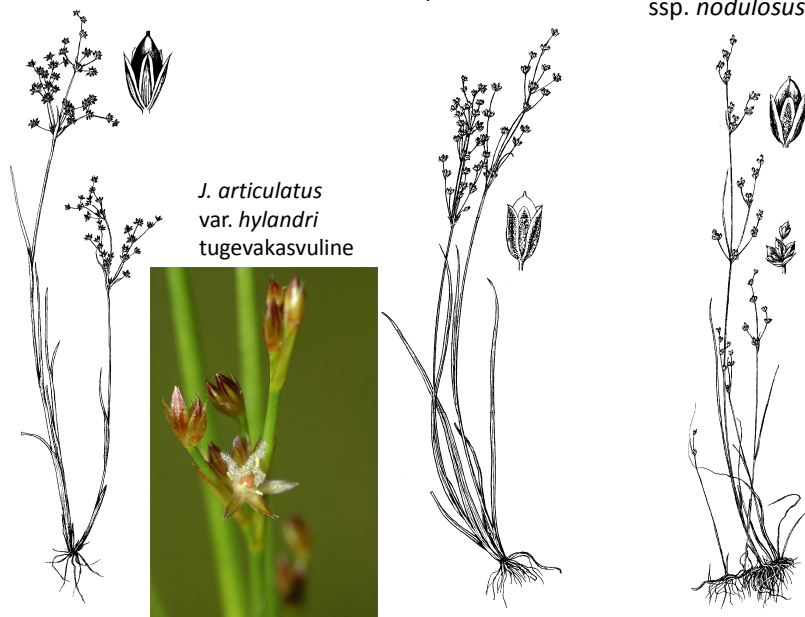 ssp. nodulosus
J. articulatus
var. hylandri
tugevakasvuline